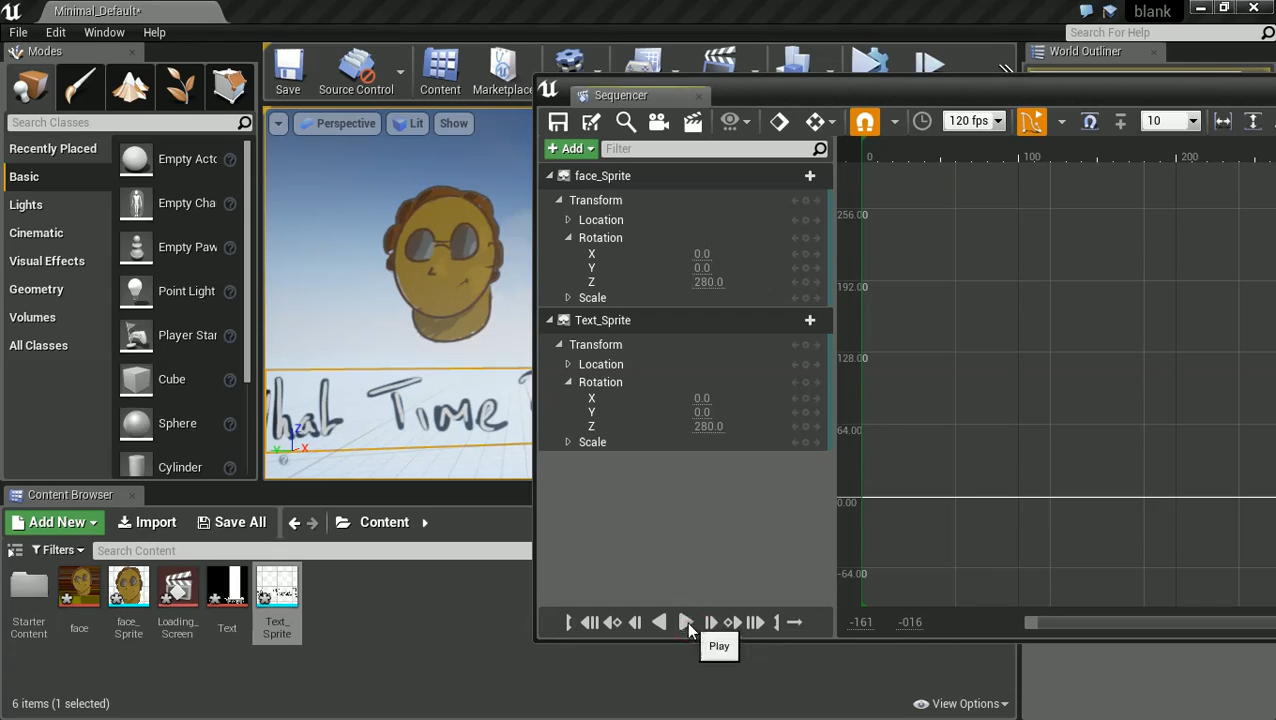 Minimal_Default*
blank
File Edit Window Help
Search For Help
Modes
World Outliner
Save
Source Control
Content
Marketplace
Sequencer
Search Classes
Perspective
Lit
Show
120 fps
10
Add
Filter
0
100
200
Recently Placed
Basic
Lights
Cinematic
Visual Effects
Geometry
Volumes
All Classes
Empty Acto
Empty Cha
Empty Paw
Point Light
Player Star
Cube
Sphere
Cylinder
face_Sprite
Transform
Location
Rotation
X 0.0
Y 0.0
Z 280.0
Scale
Text_Sprite
Transform
Location
Rotation
X 0.0
Y 0.0
Z 280.0
Scale
256.00
192.00
128.00
64.00
0.00
-64.00
What Time
Z
X
Y
Content Browser
Add New
Import
Save All
Content
Filters
Search Content
Starter Content
face
face_Sprite
Loading_Screen
Text
Text_Sprite
-161
-016
Play
6 items (1 selected)
View Options